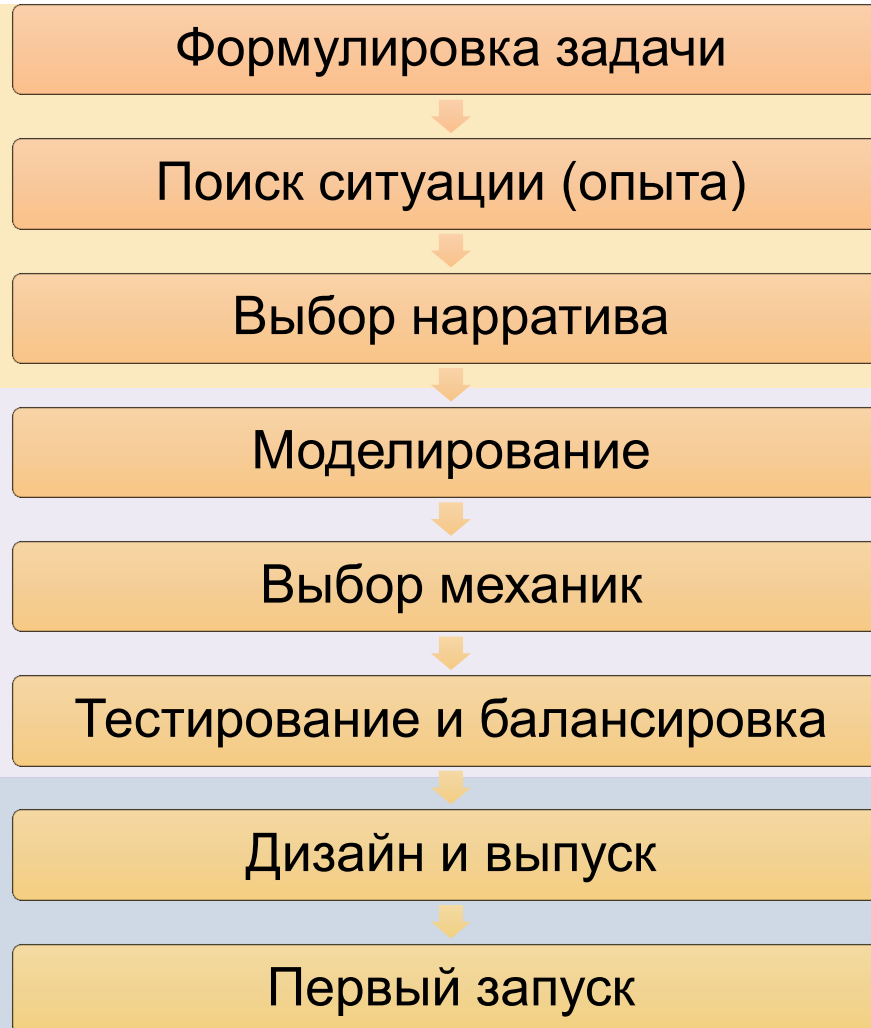 Формулировка задачи
Поиск ситуации (опыта)
Выбор нарратива
Моделирование
Выбор механик
Тестирование и балансировка
Дизайн и выпуск
Первый запуск